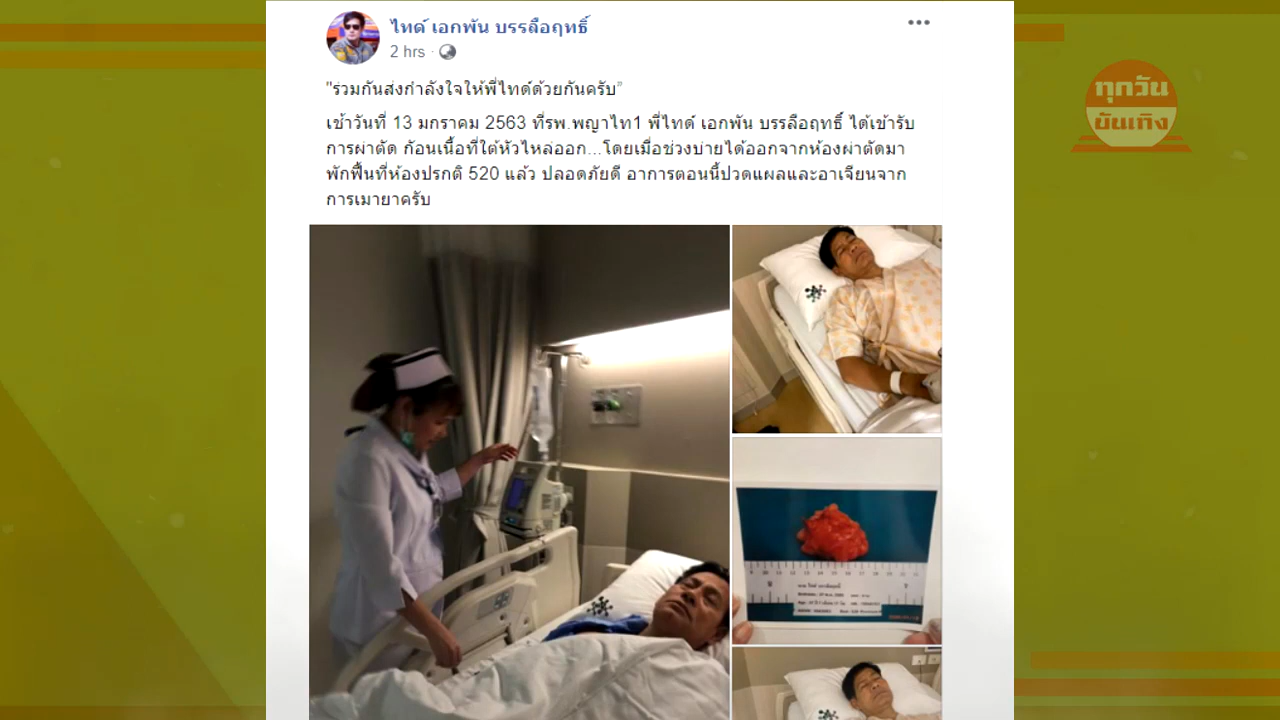 ไทด์ เอกพัน บรรลือฤทธิ์
2 hrs ·
"ร่วมกันส่งกำลังใจให้พี่ไทด์ด้วยกันครับ"
เช้าวันที่ 13 มกราคม 2563 ที่รพ.พญาไท1 พี่ไทด์ เอกพัน บรรลือฤทธิ์ ได้เข้ารับ
การผ่าตัด ก้อนเนื้อที่ใต้หัวไหล่ออก...โดยเมื่อช่วงบ่ายได้ออกจากห้องผ่าตัดมา
พักฟื้นที่ห้องปรกติ 520 แล้ว ปลอดภัยดี อาการตอนนี้ปวดแผลและอาเจียนจาก
การเมายาครับ
ทุกวัน
บันเทิง